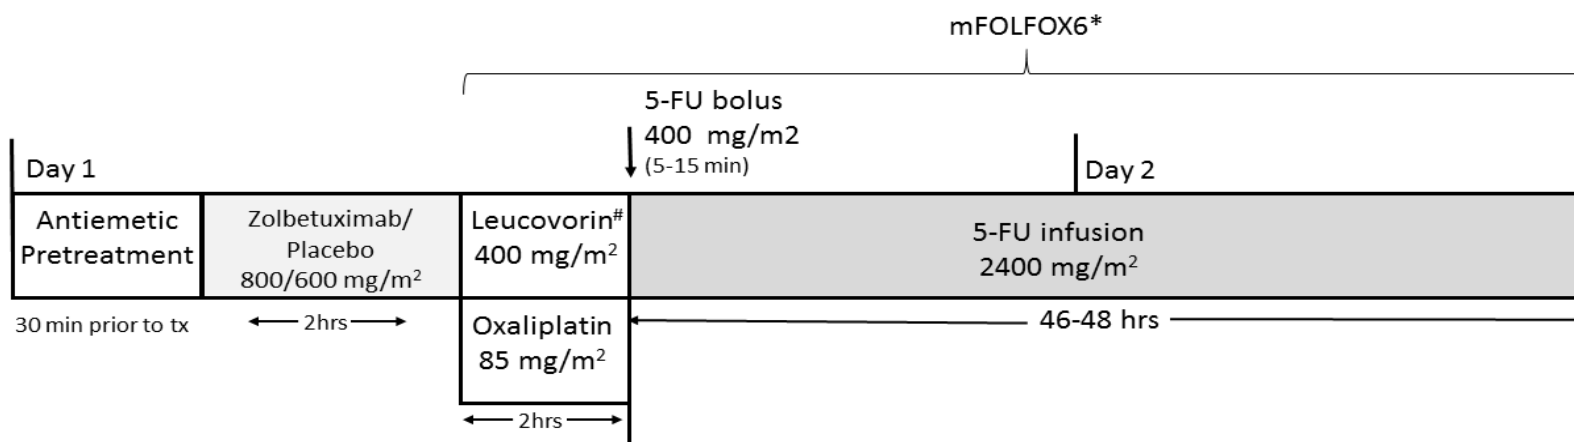 mFOLFOX6*
5-FU bolus
400 mg/m2
(5-15 min)
Day 1
Day 2
Antiemetic
Pretreatment
Zolbetuximab/
Placebo
800/600 mg/m²
Leucovorin#
400 mg/m²
5-FU infusion
2400 mg/m²
30 min prior to tx
2hrs
Oxaliplatin
85 mg/m²
46-48 hrs
2hrs